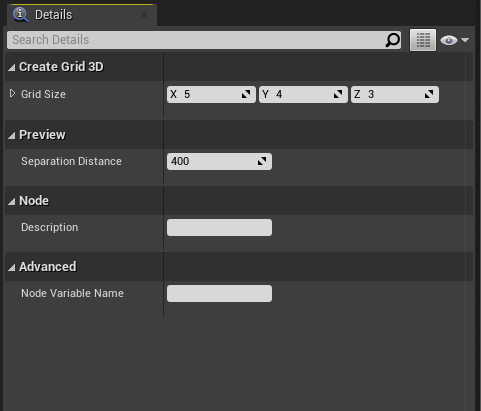 Details
Search Details
Create Grid 3D
Grid Size X 5 Y 4 Z 3
Preview
Separation Distance 400
Node
Description
Advanced
Node Variable Name